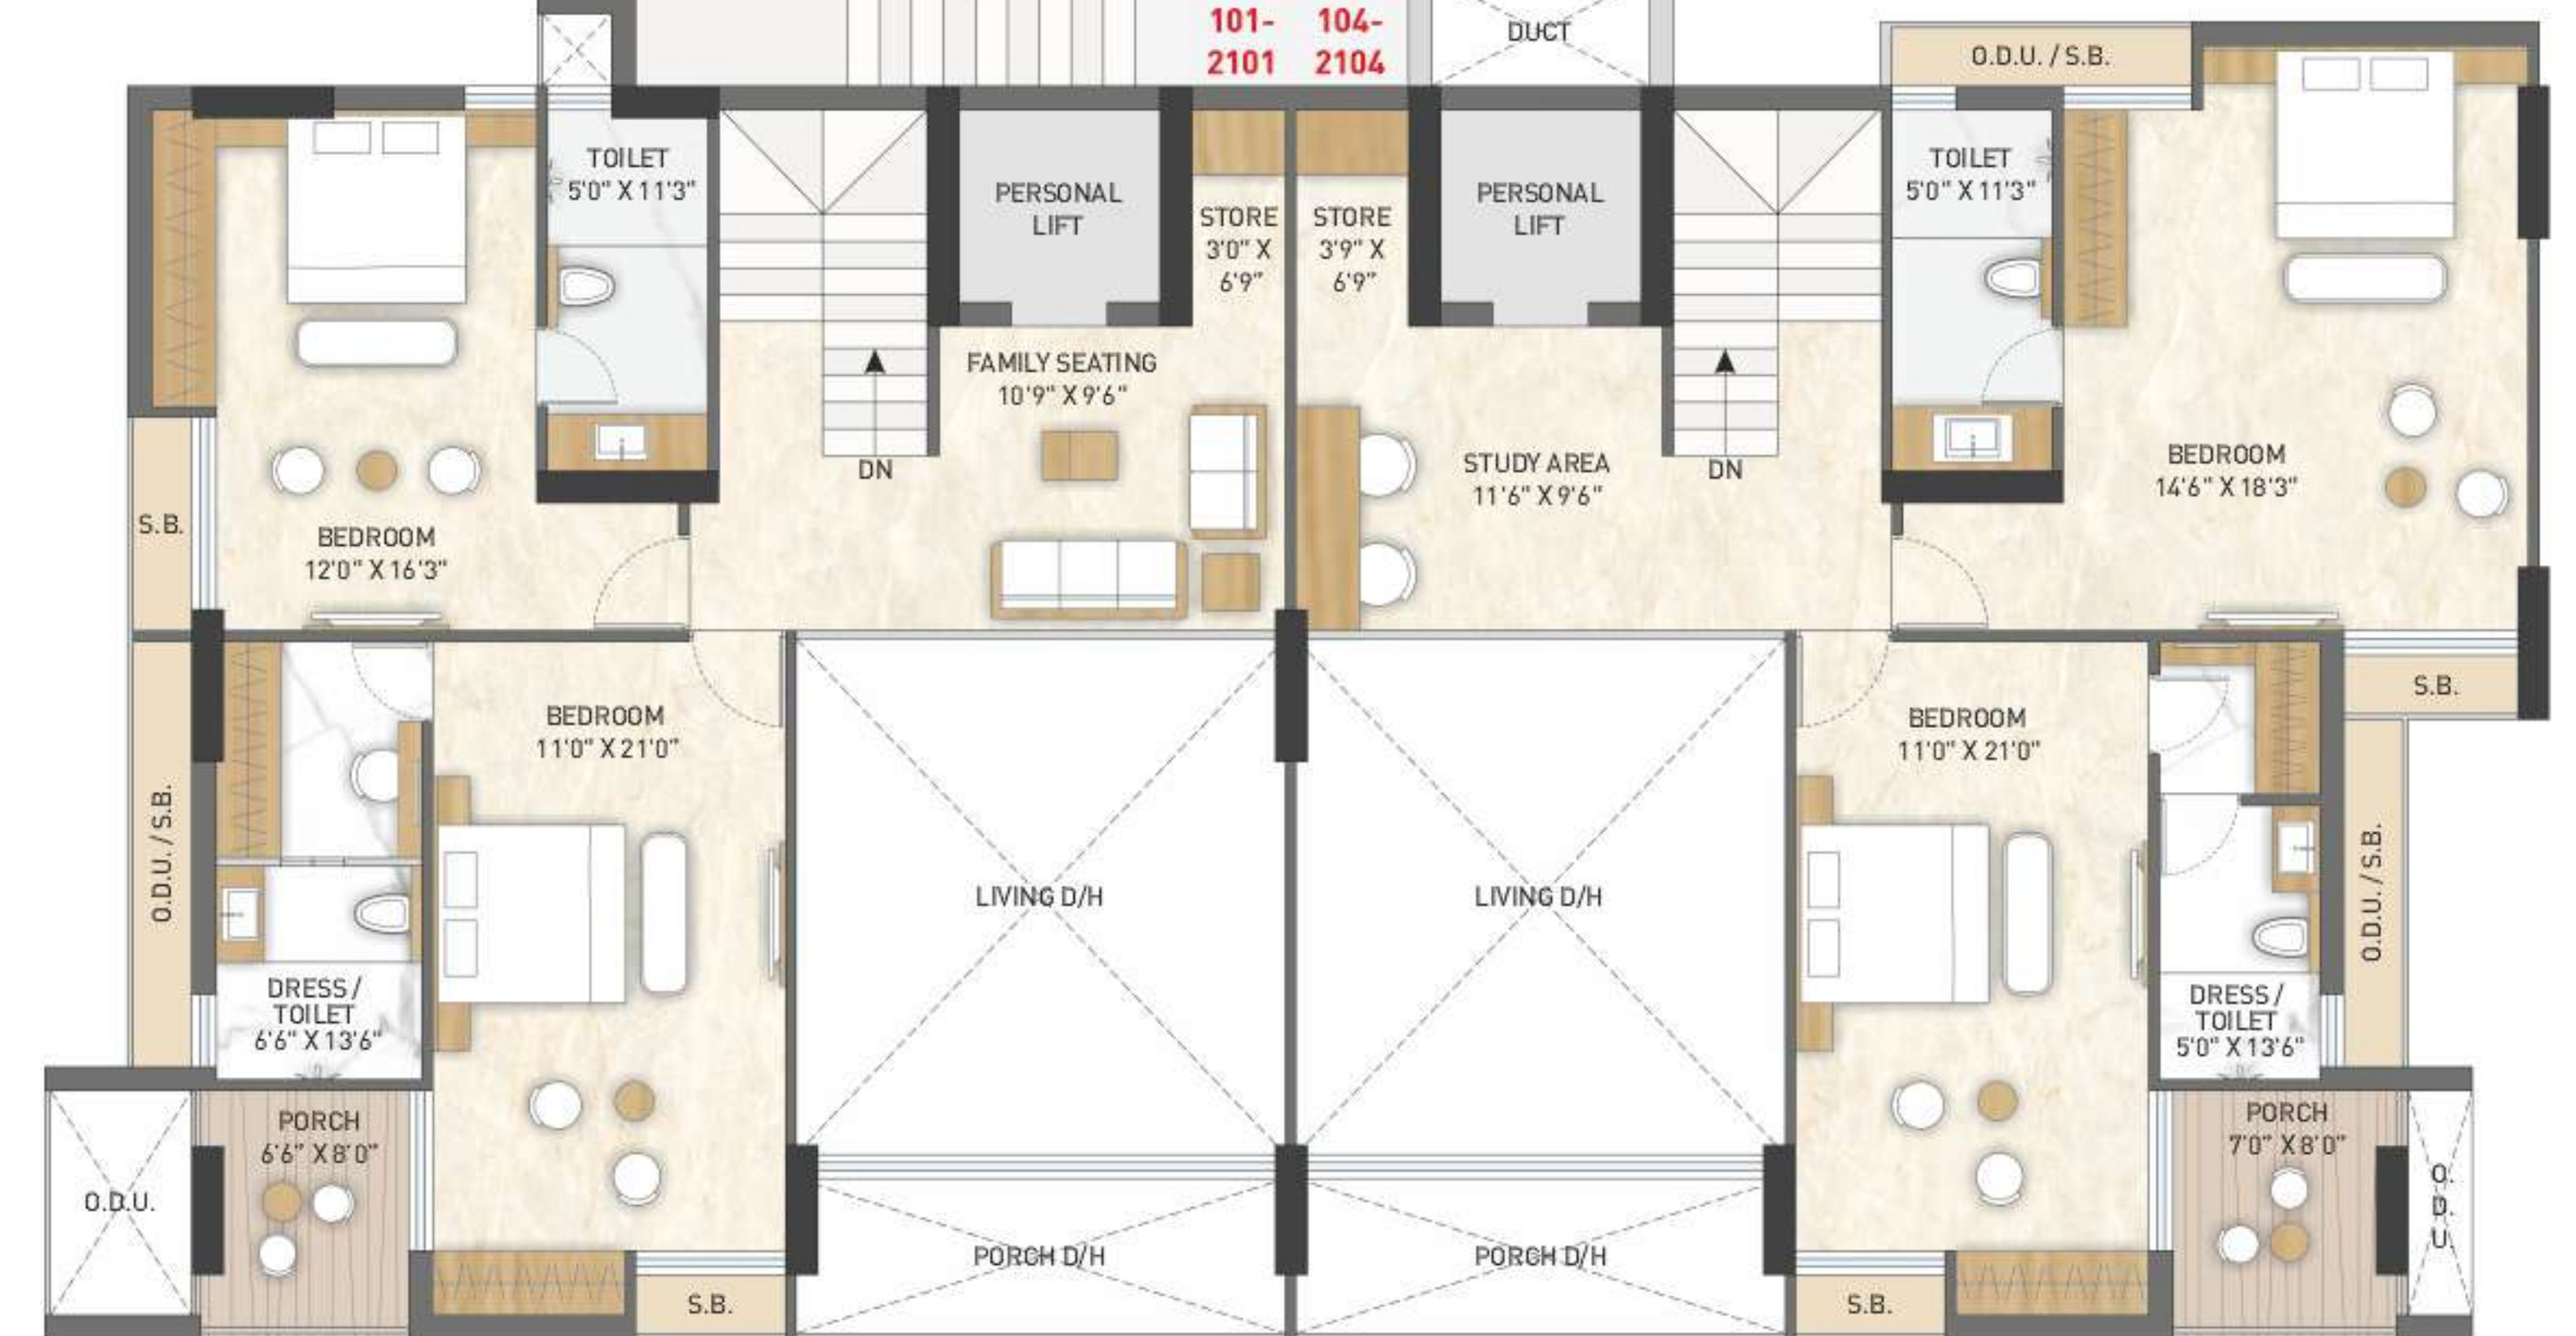 101-
2101
104-
2104
DUCT
O.D.U. / S.B.
TOILET
5'0" X 11'3"
PERSONAL
LIFT
STORE
3'0" X
6'9"
STORE
3'9" X
6'9"
PERSONAL
LIFT
TOILET
5'0" X 11'3"
FAMILY SEATING
10'9" X 9'6"
DN
STUDY AREA
11'6" X 9'6"
DN
BEDROOM
14'6" X 18'3"
S.B.
BEDROOM
12'0" X 16'3"
S.B.
BEDROOM
11'0" X 21'0"
BEDROOM
11'0" X 21'0"
O.D.U. / S.B.
LIVING D/H
LIVING D/H
O.D.U. / S.B.
DRESS /
TOILET
6'6" X 13'6"
DRESS /
TOILET
5'0" X 13'6"
PORCH
6'6" X 8'0"
PORCH
7'0" X 8'0"
O.D.U.
O.
D.
U.
PORCH D/H
PORCH D/H
S.B.
S.B.